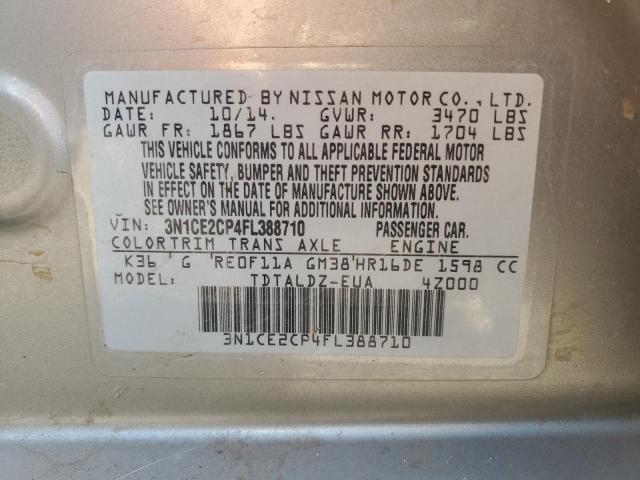 MANUFACTURED BY NISSAN MOTOR CO., LTD.
DATE: 10/14. GVWR: 3470 LBS
GAWR FR: 1867 LBS GAWR RR: 1704 LBS
THIS VEHICLE CONFORMS TO ALL APPLICABLE FEDERAL MOTOR
VEHICLE SAFETY, BUMPER AND THEFT PREVENTION STANDARDS
IN EFFECT ON THE DATE OF MANUFACTURE SHOWN ABOVE.
SEE OWNER'S MANUAL FOR ADDITIONAL INFORMATION.
VIN: 3N1CE2CP4FL388710 PASSENGER CAR.
COLORTRIM TRANS AXLE ENGINE
K36 ' G 'RE0F11A GM38'HR16DE 1598 CC
MODEL: TDTALDZ-EUA 4Z000
3N1CE2CP4FL388710